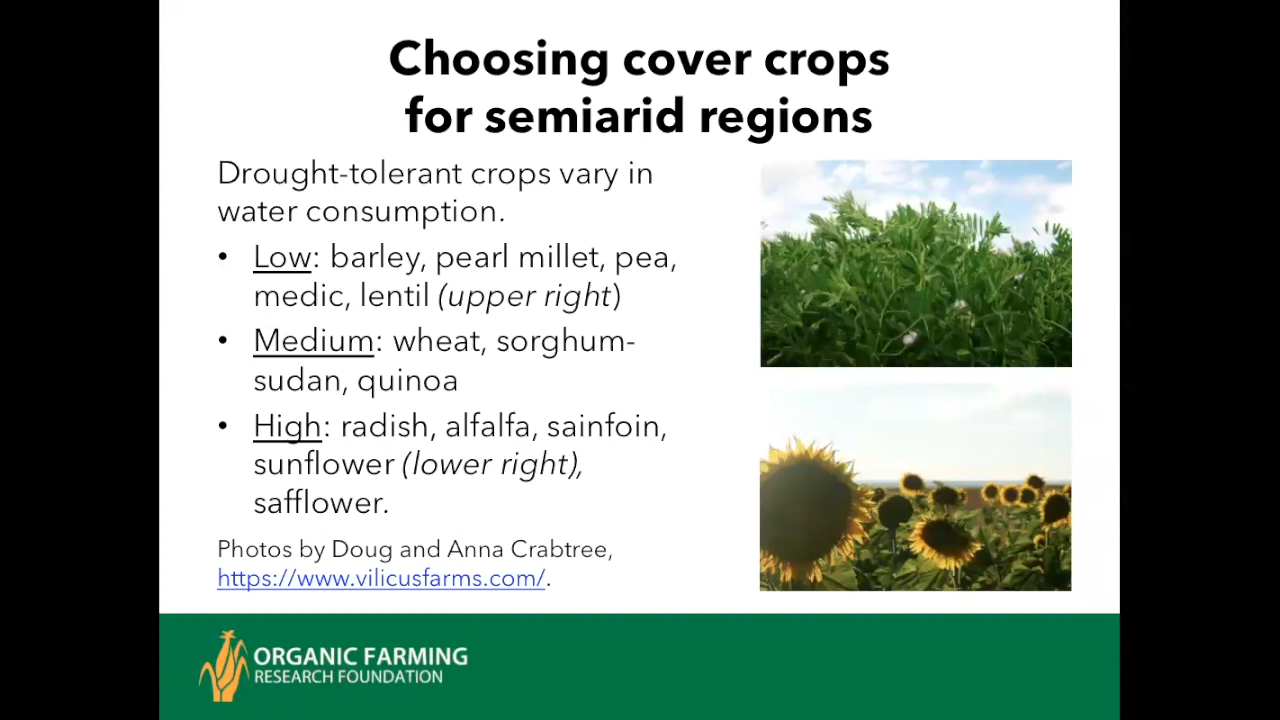 Choosing cover crops
for semiarid regions
Drought-tolerant crops vary in
water consumption.
• Low: barley, pearl millet, pea,
medic, lentil (upper right)
• Medium: wheat, sorghum-
sudan, quinoa
• High: radish, alfalfa, sainfoin,
sunflower (lower right),
safflower.
Photos by Doug and Anna Crabtree,
https://www.vilicusfarms.com/.
ORGANIC FARMING
RESEARCH FOUNDATION